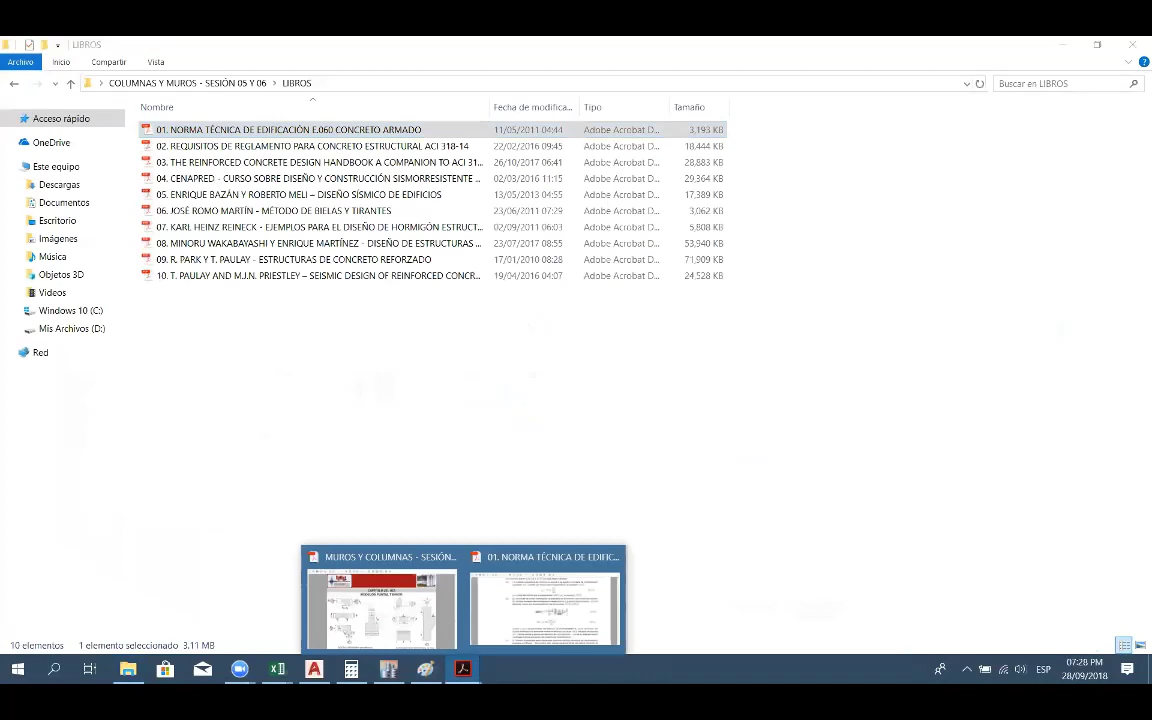 LIBROS
Archivo Inicio Compartir Vista
COLUMNAS Y MUROS - SESIÓN 05 Y 06 > LIBROS
Buscar en LIBROS
Nombre Fecha de modifica... Tipo Tamaño
Acceso rápido
OneDrive
Este equipo
Descargas
Documentos
Escritorio
Imágenes
Música
Objetos 3D
Videos
Windows 10 (C:)
Mis Archivos (D:)
Red
01. NORMA TÉCNICA DE EDIFICACIÓN E.060 CONCRETO ARMADO 11/05/2011 04:44 Adobe Acrobat D... 3,193 KB
02. REQUISITOS DE REGLAMENTO PARA CONCRETO ESTRUCTURAL ACI 318-14 22/02/2016 09:45 Adobe Acrobat D... 18,444 KB
03. THE REINFORCED CONCRETE DESIGN HANDBOOK A COMPANION TO ACI 31... 26/10/2017 06:41 Adobe Acrobat D... 28,883 KB
04. CENAPRED - CURSO SOBRE DISEÑO Y CONSTRUCCIÓN SISMORRESISTENTE ... 02/03/2016 11:15 Adobe Acrobat D... 29,364 KB
05. ENRIQUE BAZÁN Y ROBERTO MELI – DISEÑO SÍSMICO DE EDIFICIOS 13/05/2013 04:55 Adobe Acrobat D... 17,389 KB
06. JOSÉ ROMO MARTÍN - MÉTODO DE BIELAS Y TIRANTES 23/06/2011 07:29 Adobe Acrobat D... 3,062 KB
07. KARL HEINZ REINECK - EJEMPLOS PARA EL DISEÑO DE HORMIGÓN ESTRUCT... 02/09/2011 06:03 Adobe Acrobat D... 5,808 KB
08. MINORU WAKABAYASHI Y ENRIQUE MARTÍNEZ - DISEÑO DE ESTRUCTURAS ... 23/07/2017 08:55 Adobe Acrobat D... 53,940 KB
09. R. PARK Y T. PAULAY - ESTRUCTURAS DE CONCRETO REFORZADO 17/01/2010 08:28 Adobe Acrobat D... 71,909 KB
10. T. PAULAY AND M.J.N. PRIESTLEY – SEISMIC DESIGN OF REINFORCED CONCR... 19/04/2016 04:07 Adobe Acrobat D... 24,528 KB
MUROS Y COLUMNAS - SESIÓN... 01. NORMA TÉCNICA DE EDIFIC...
10 elementos 1 elemento seleccionado 3.11 MB
ESP
07:28 PM
28/09/2018